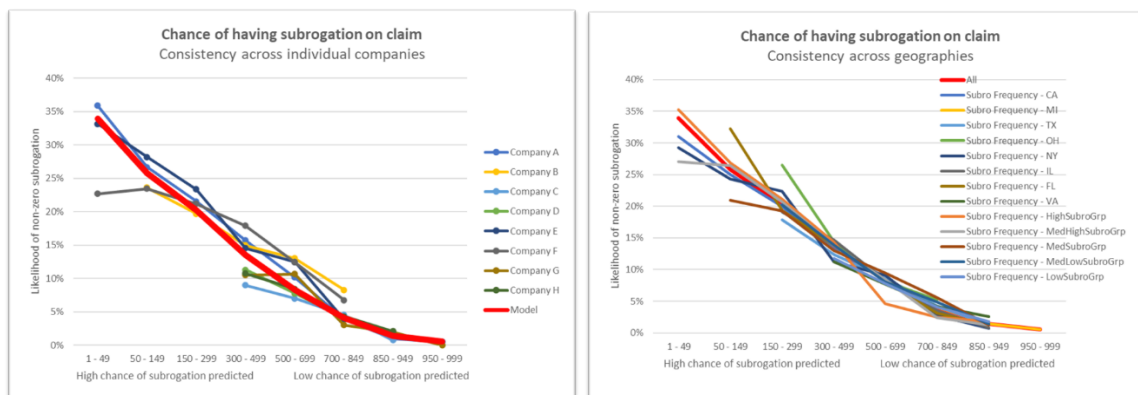 Chance of having subrogation on claim
Consistency across individual companies
Likelihood of non-zero subrogation
40%
35%
30%
25%
20%
15%
10%
5%
0%
1 - 49 50 - 149 150 - 299 300 - 499 500 - 699 700 - 849 850 - 949 950 - 999
High chance of subrogation predicted Low chance of subrogation predicted
Company A
Company B
Company C
Company D
Company E
Company F
Company G
Company H
Model
Chance of having subrogation on claim
Consistency across geographies
Likelihood of non-zero subrogation
40%
35%
30%
25%
20%
15%
10%
5%
0%
1 - 49 50 - 149 150 - 299 300 - 499 500 - 699 700 - 849 850 - 949 950 - 999
High chance of subrogation predicted Low chance of subrogation predicted
All
Subro Frequency - CA
Subro Frequency - MI
Subro Frequency - TX
Subro Frequency - OH
Subro Frequency - NY
Subro Frequency - IL
Subro Frequency - FL
Subro Frequency - VA
Subro Frequency - HighSubroGrp
Subro Frequency - MedHighSubroGrp
Subro Frequency - MedSubroGrp
Subro Frequency - MedLowSubroGrp
Subro Frequency - LowSubroGrp